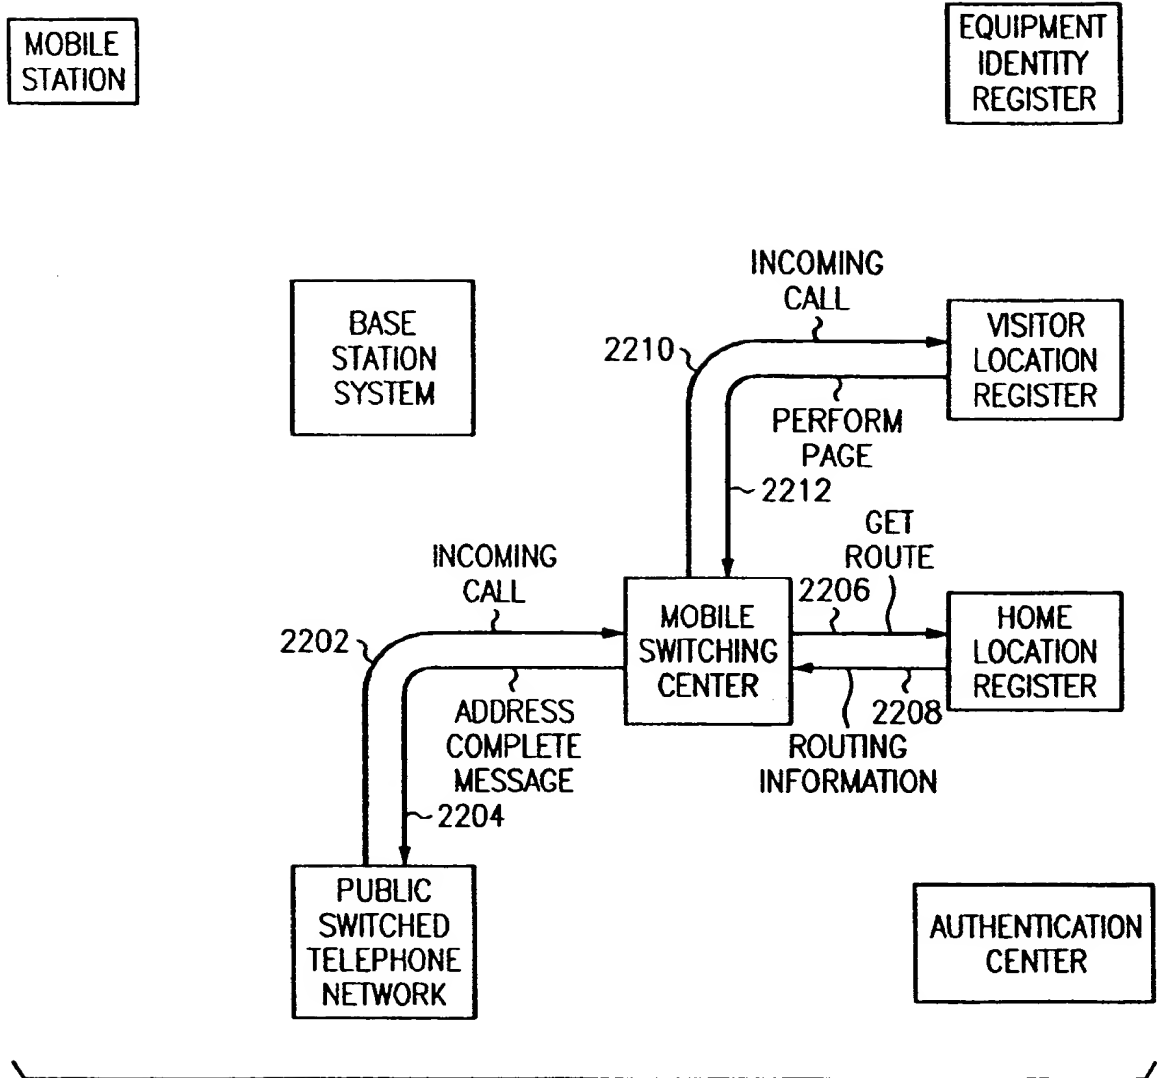 MOBILE
STATION
EQUIPMENT
IDENTITY
REGISTER
INCOMING
CALL
BASE
STATION
SYSTEM
2210
VISITOR
LOCATION
REGISTER
PERFORM
PAGE
2212
GET
ROUTE
INCOMING
CALL
2206
2202
MOBILE
SWITCHING
CENTER
HOME
LOCATION
REGISTER
2208
ADDRESS
COMPLETE
MESSAGE
ROUTING
INFORMATION
2204
PUBLIC
SWITCHED
TELEPHONE
NETWORK
AUTHENTICATION
CENTER